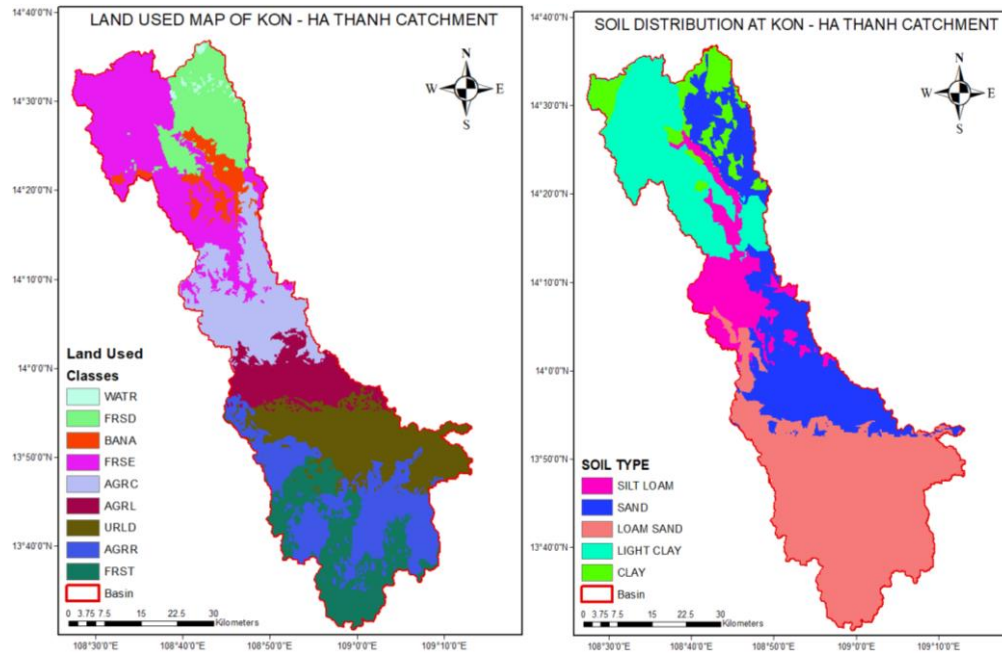 LAND USED MAP OF KON - HA THANH CATCHMENT
14°40'0"N
14°30'0"N
14°20'0"N
14°10'0"N
14°0'0"N
13°50'0"N
13°40'0"N
N
W E
S
Land Used
Classes
WATR
FRSD
BANA
FRSE
AGRC
AGRL
URLD
AGRR
FRST
Basin
0 3.75 7.5 15 22.5 30
Kilometers
108°30'0"E 108°40'0"E 108°50'0"E 109°0'0"E 109°10'0"E
SOIL DISTRIBUTION AT KON - HA THANH CATCHMENT
14°40'0"N
14°30'0"N
14°20'0"N
14°10'0"N
14°0'0"N
13°50'0"N
13°40'0"N
N
W E
S
SOIL TYPE
SILT LOAM
SAND
LOAM SAND
LIGHT CLAY
CLAY
Basin
0 3.75 7.5 15 22.5 30
Kilometers
108°30'0"E 108°40'0"E 108°50'0"E 109°0'0"E 109°10'0"E